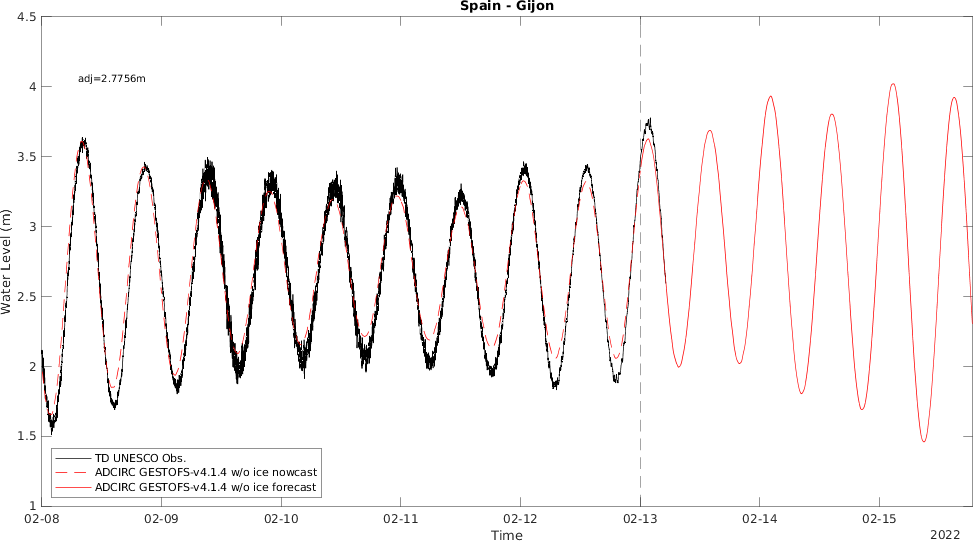 Spain - Gijon
4.5
adj=2.7756m
4
3.5
3
2.5
2
1.5
1
Water Level (m)
TD UNESCO Obs.
ADCIRC GESTOFS-v4.1.4 w/o ice nowcast
ADCIRC GESTOFS-v4.1.4 w/o ice forecast
02-08 02-09 02-10 02-11 02-12 02-13 02-14 02-15
Time
2022